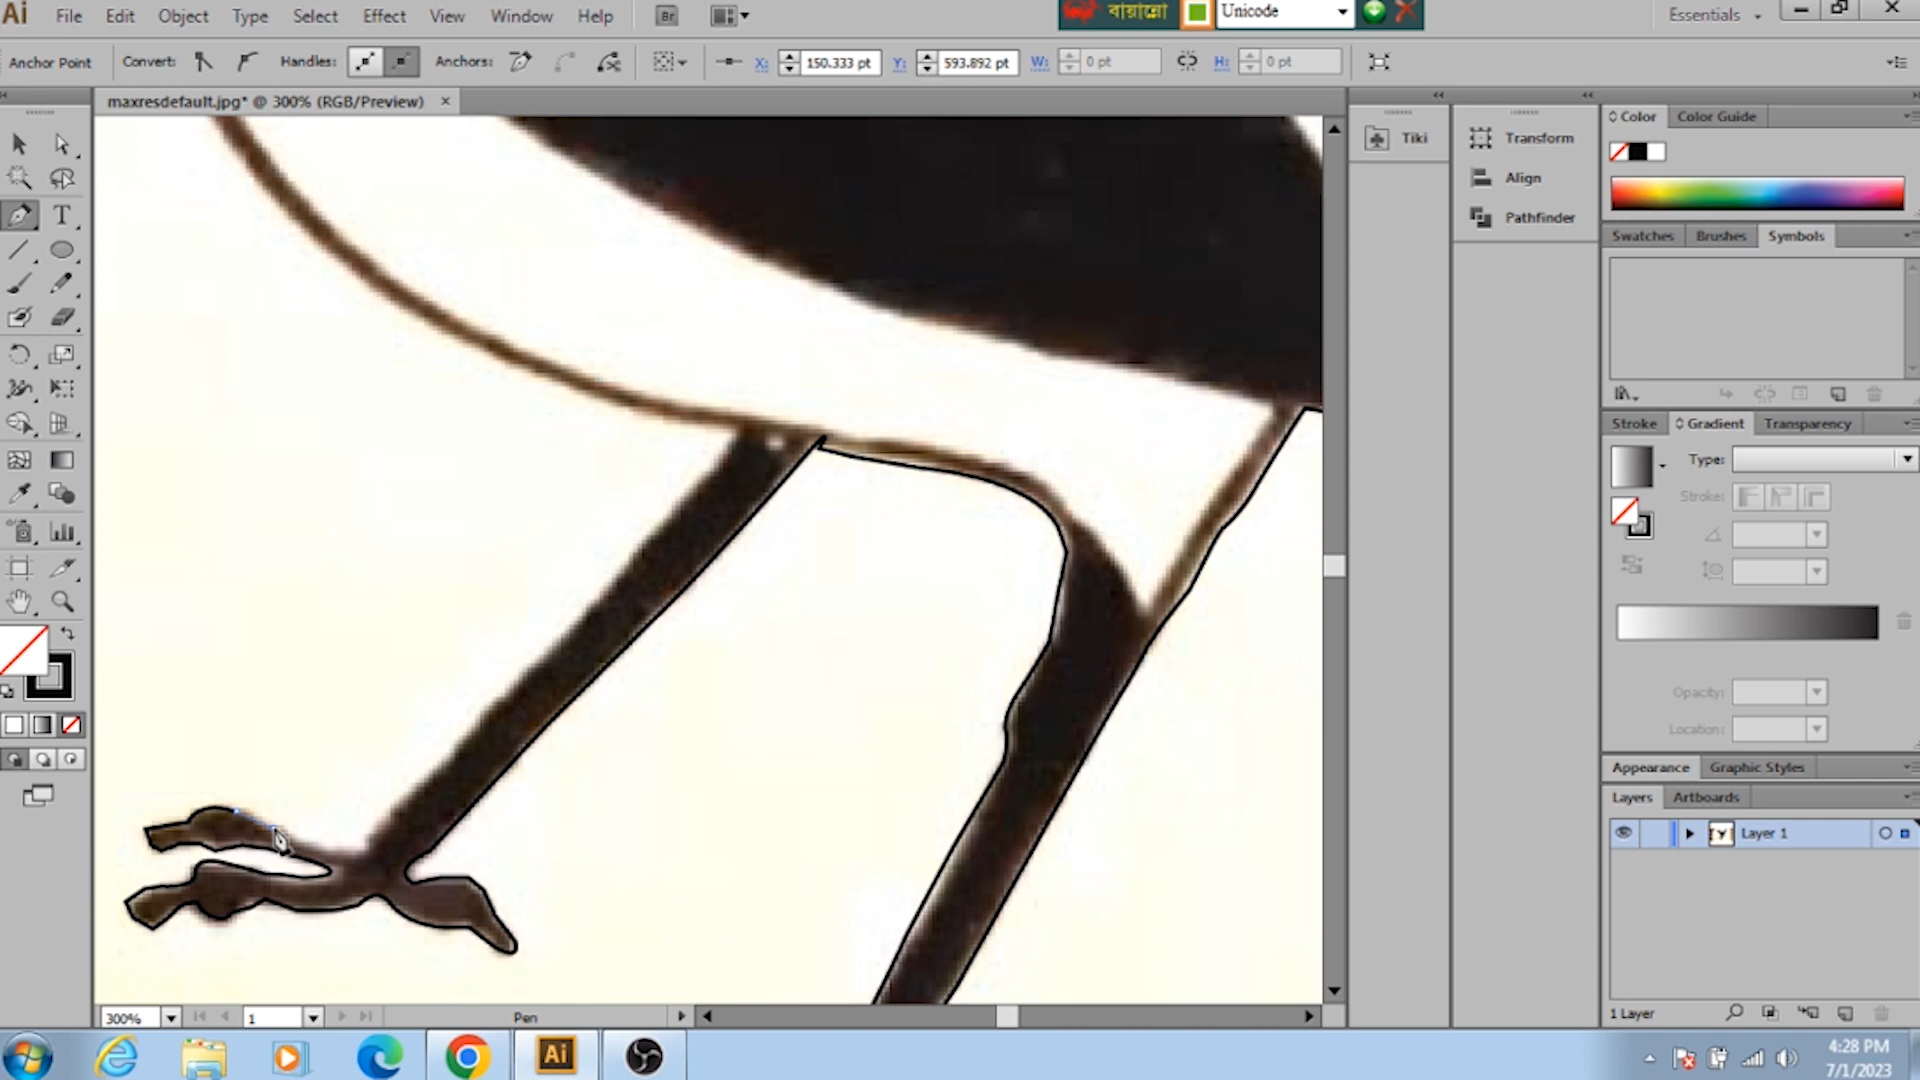 Ai File Edit Object Type Select Effect View Window Help Br
বায়ান্নো Unicode
Essentials
Anchor Point Convert: Handles: Anchors: X: 150.333 pt Y: 593.892 pt W: 0 pt H: 0 pt
maxresdefault.jpg* @ 300% (RGB/Preview) ×
Tiki
Transform
Align
Pathfinder
Color Color Guide
Swatches Brushes Symbols
Stroke Gradient Transparency
Type:
Stroke:
Opacity:
Location:
Appearance Graphic Styles
Layers Artboards
Layer 1
1 Layer
T
300% 1 Pen
Ai
4:28 PM
7/1/2023